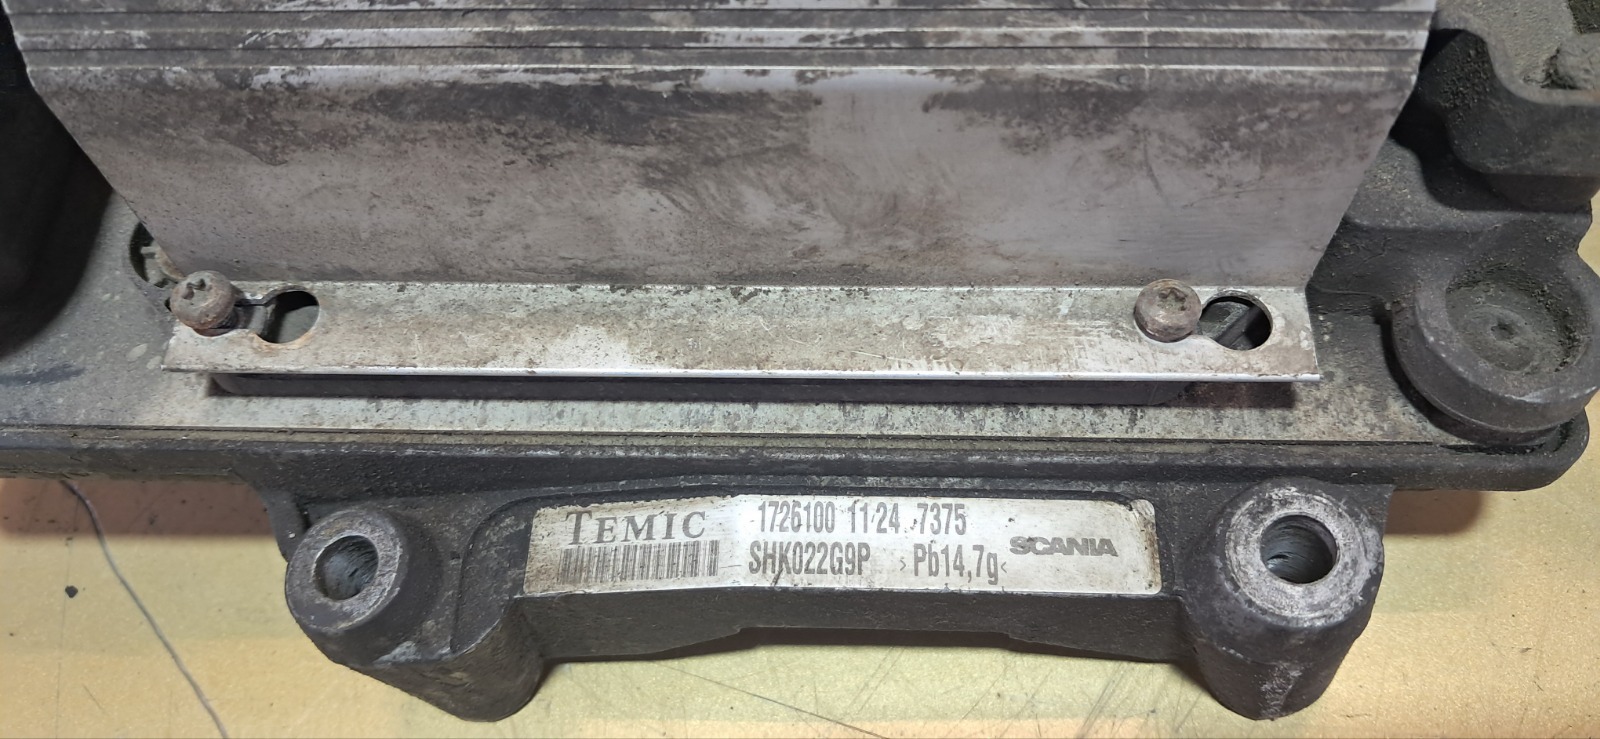 TEMIC
1726100 11 24 7375
SHK022G9P >Pb14,7g<
SCANIA